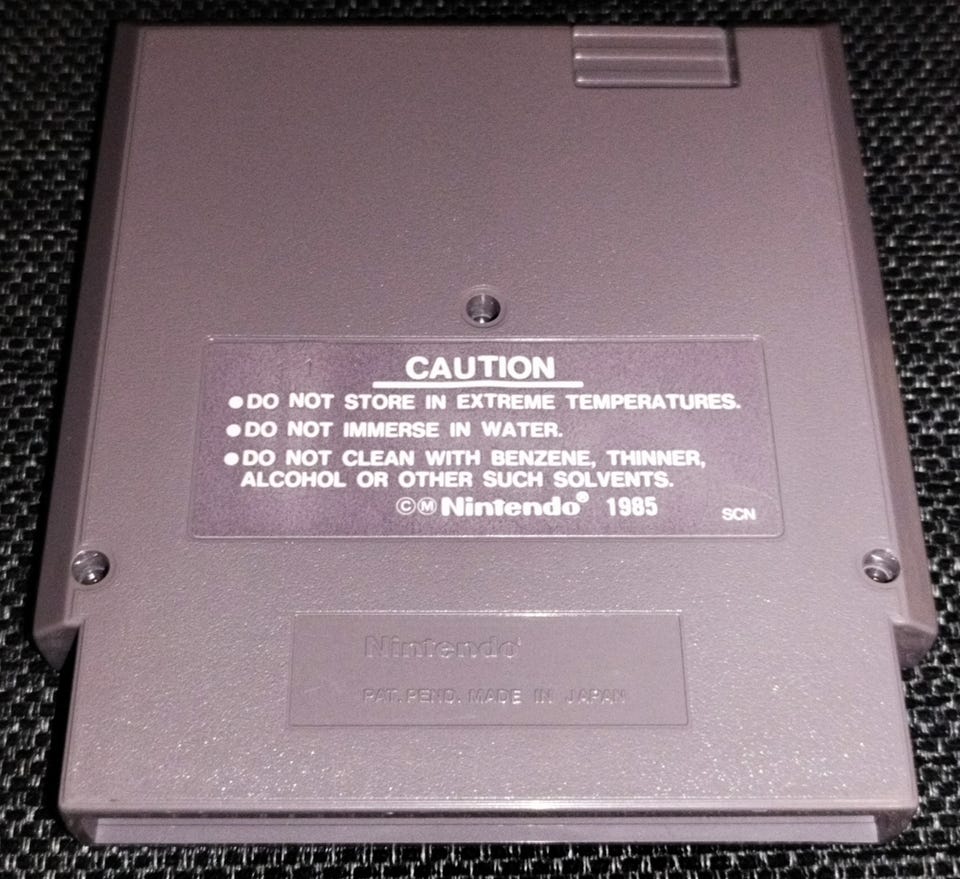 CAUTION
●DO NOT STORE IN EXTREME TEMPERATURES.
●DO NOT IMMERSE IN WATER.
●DO NOT CLEAN WITH BENZENE, THINNER,
ALCOHOL OR OTHER SUCH SOLVENTS.
©Ⓜ Nintendo® 1985
SCN
Nintendo®
PAT. PEND. MADE IN JAPAN